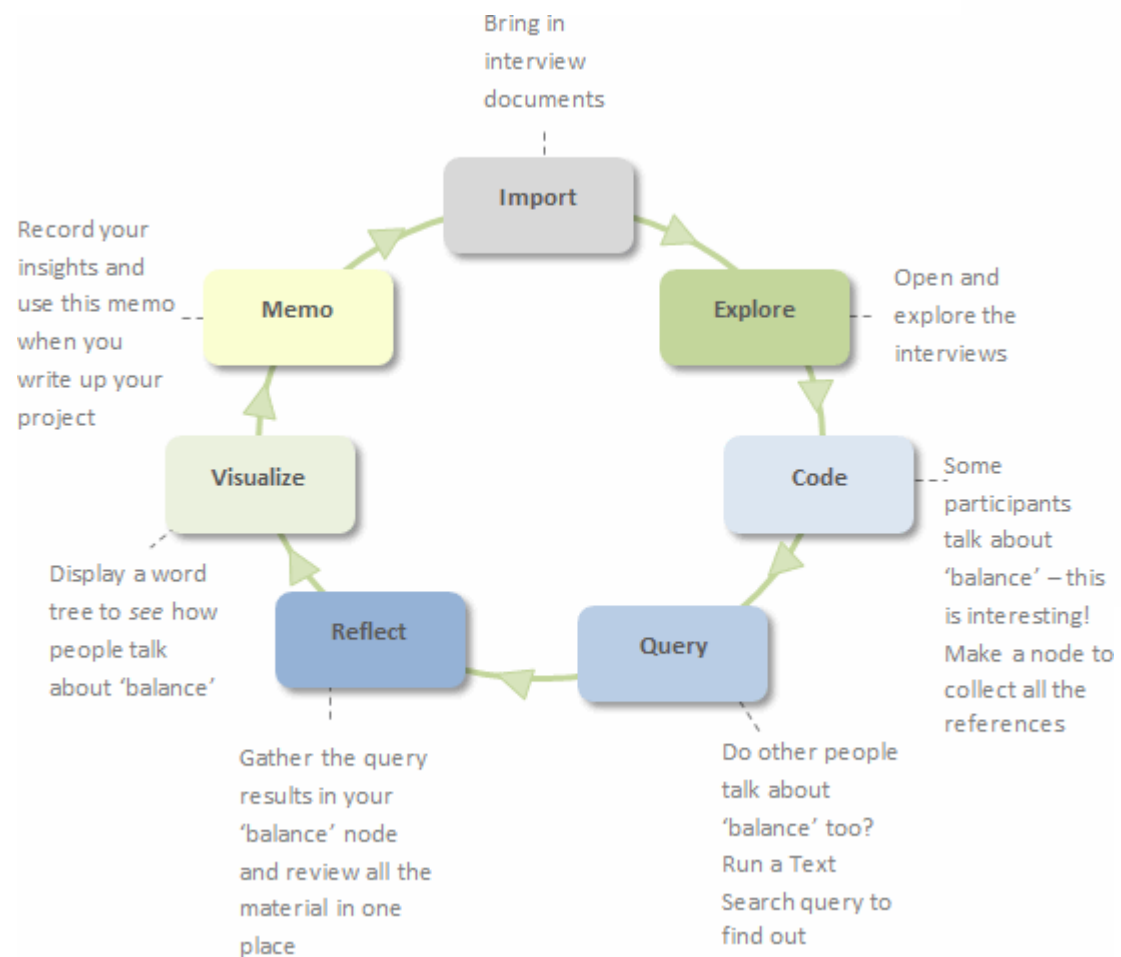 Bring in
interview
documents
Import
Explore
Open and
explore the
interviews
Code
Some
participants
talk about
‘balance’ – this
is interesting!
Make a node to
collect all the
references
Query
Do other people
talk about
‘balance’ too?
Run a Text
Search query to
find out
Reflect
Gather the query
results in your
‘balance’ node
and review all the
material in one
place
Visualize
Display a word
tree to see how
people talk
about ‘balance’
Memo
Record your
insights and
use this memo
when you
write up your
project